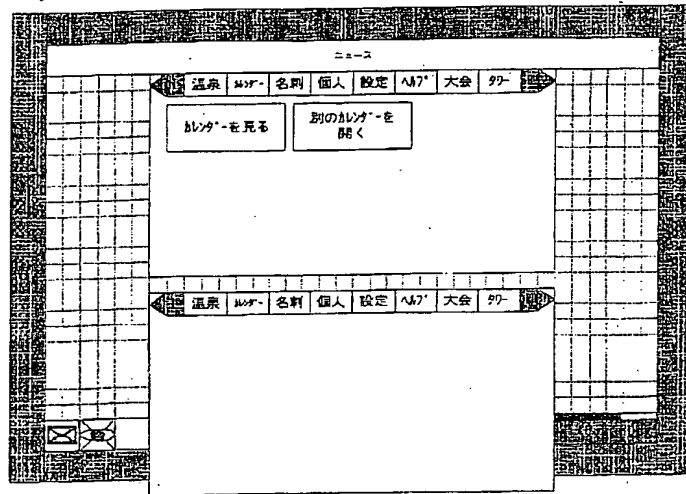 ニュース
温泉 ｶﾚﾝﾀﾞｰ 名刺 個人 設定 ﾍﾙﾌﾟ 大会 ﾀﾜｰ
ｶﾚﾝﾀﾞｰを見る
別のｶﾚﾝﾀﾞｰを
開く
温泉 ｶﾚﾝﾀﾞｰ 名刺 個人 設定 ﾍﾙﾌﾟ 大会 ﾀﾜｰ